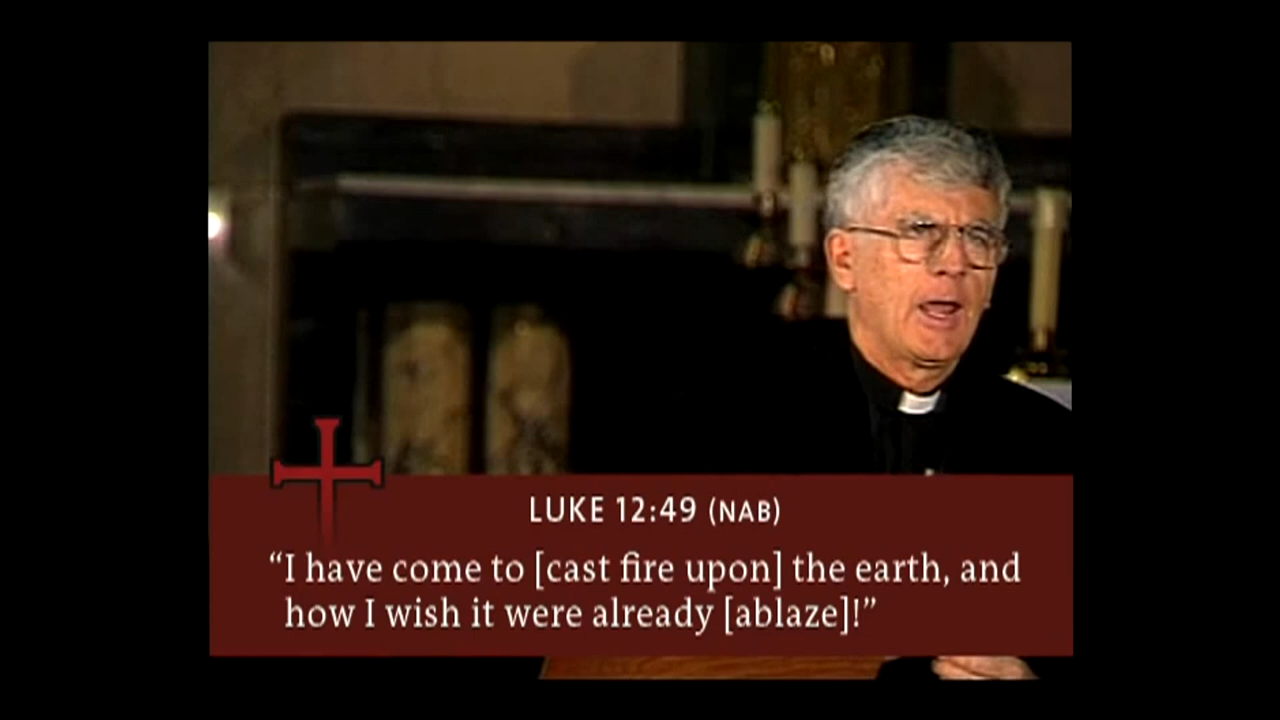 LUKE 12:49 (NAB)
“I have come to [cast fire upon] the earth, and
how I wish it were already [ablaze]!”